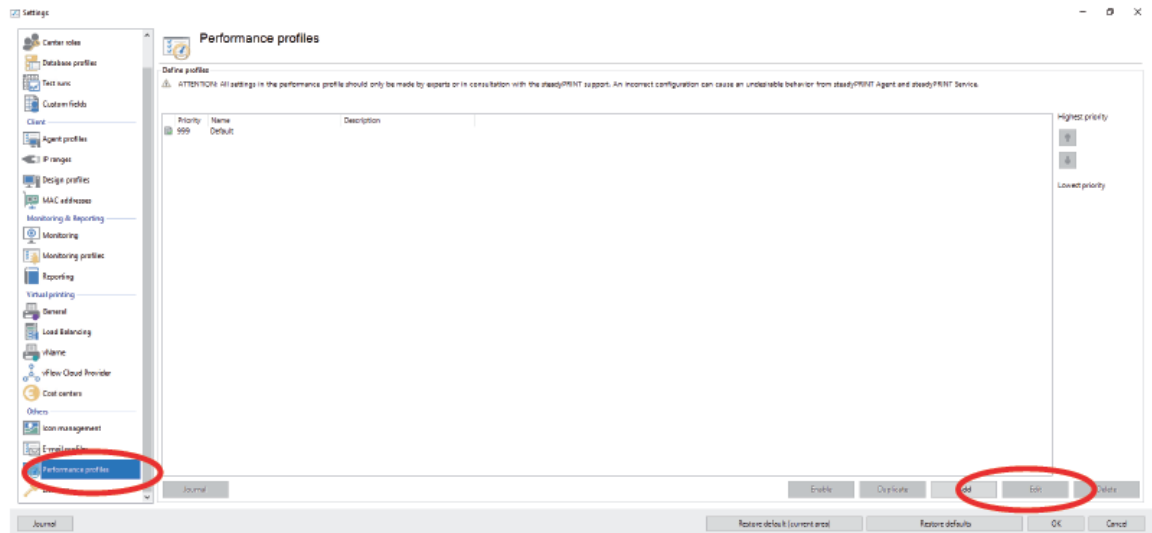 Settings
Center roles
Database profiles
Test sync
Custom fields
Client
Agent profiles
IP ranges
Design profiles
MAC addresses
Monitoring & Reporting
Monitoring
Monitoring profiles
Reporting
Virtual printing
General
Load Balancing
vName
vFlow Cloud Provider
Cost centers
Others
Icon management
E-mail profiles
Performance profiles
Performance profiles
Define profiles
ATTENTION: All settings in the performance profile should only be made by experts or in consultation with the steadyPRINT support. An incorrect configuration can cause an undesirable behavior from steadyPRINT Agent and steadyPRINT Service.
Priority Name Description
999 Default
Highest priority
Lowest priority
Journal Enable Duplicate Add Edit Delete
Journal Restore default (current area) Restore defaults OK Cancel